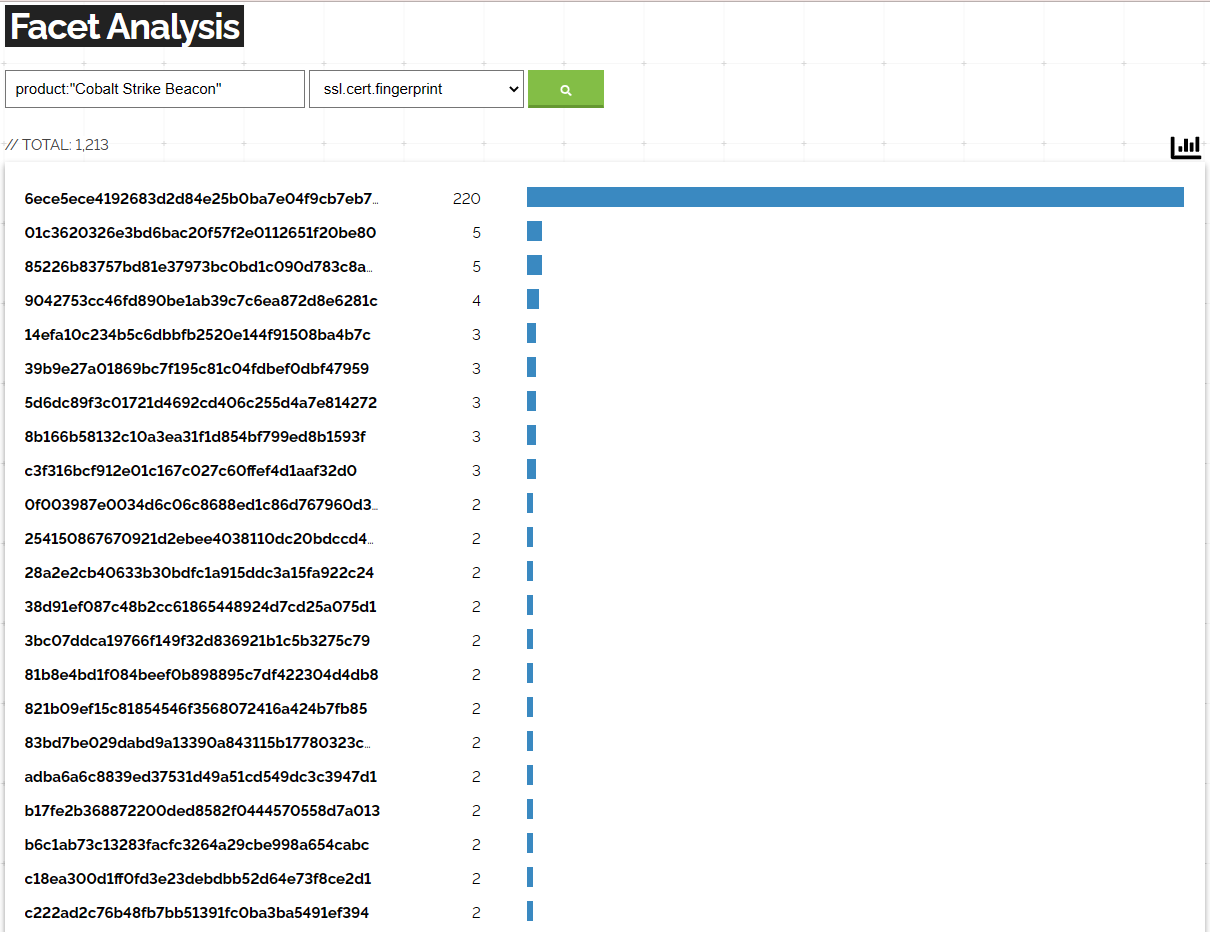 Facet Analysis
product:"Cobalt Strike Beacon" ssl.cert.fingerprint
// TOTAL: 1,213
6ece5ece4192683d2d84e25b0ba7e04f9cb7eb7... 220
01c3620326e3bd6bac20f57f2e0112651f20be80 5
85226b83757bd81e37973bc0bd1c090d783c8a... 5
9042753cc46fd890be1ab39c7c6ea872d8e6281c 4
14efa10c234b5c6dbbfb2520e144f91508ba4b7c 3
39b9e27a01869bc7f195c81c04fdbef0dbf47959 3
5d6dc89f3c01721d4692cd406c255d4a7e814272 3
8b166b58132c10a3ea31f1d854bf799ed8b1593f 3
c3f316bcf912e01c167c027c60ffef4d1aaf32d0 3
0f003987e0034d6c06c8688ed1c86d767960d3... 2
254150867670921d2ebee4038110dc20bdccd4... 2
28a2e2cb40633b30bdfc1a915ddc3a15fa922c24 2
38d91ef087c48b2cc61865448924d7cd25a075d1 2
3bc07ddca19766f149f32d836921b1c5b3275c79 2
81b8e4bd1f084beef0b898895c7df422304d4db8 2
821b09ef15c81854546f3568072416a424b7fb85 2
83bd7be029dabd9a13390a843115b17780323c... 2
adba6a6c8839ed37531d49a51cd549dc3c3947d1 2
b17fe2b368872200ded8582f0444570558d7a013 2
b6c1ab73c13283facfc3264a29cbe998a654cabc 2
c18ea300d1ff0fd3e23debdbb52d64e73f8ce2d1 2
c222ad2c76b48fb7bb51391fc0ba3ba5491ef394 2